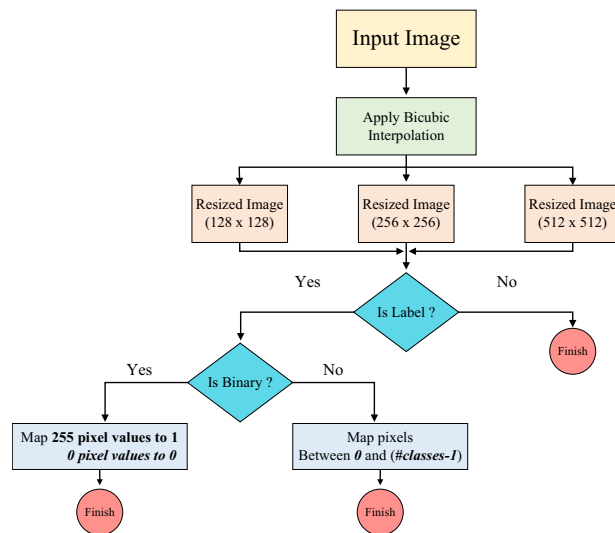 Input Image
Apply Bicubic
Interpolation
Resized Image
(128 x 128)
Resized Image
(256 x 256)
Resized Image
(512 x 512)
Yes
No
Is Label ?
Finish
Yes
No
Is Binary ?
Map 255 pixel values to 1
0 pixel values to 0
Map pixels
Between 0 and (#classes-1)
Finish
Finish